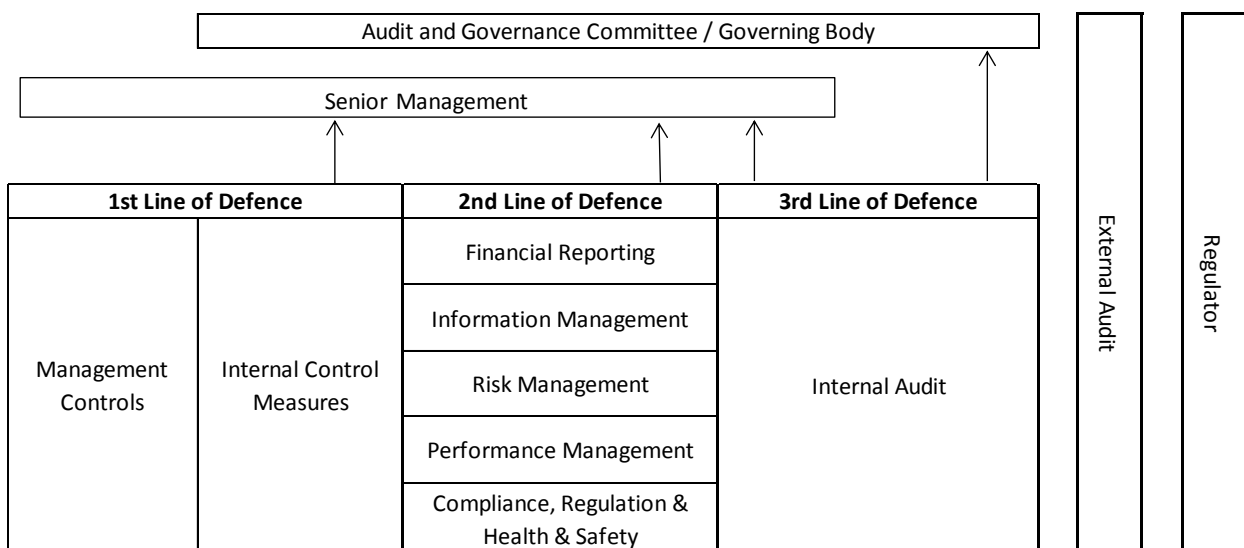 Audit and Governance Committee / Governing Body
Senior Management
1st Line of Defence
2nd Line of Defence
3rd Line of Defence
Management
Controls
Internal Control
Measures
Financial Reporting
Information Management
Risk Management
Performance Management
Compliance, Regulation &
Health & Safety
Internal Audit
External Audit
Regulator